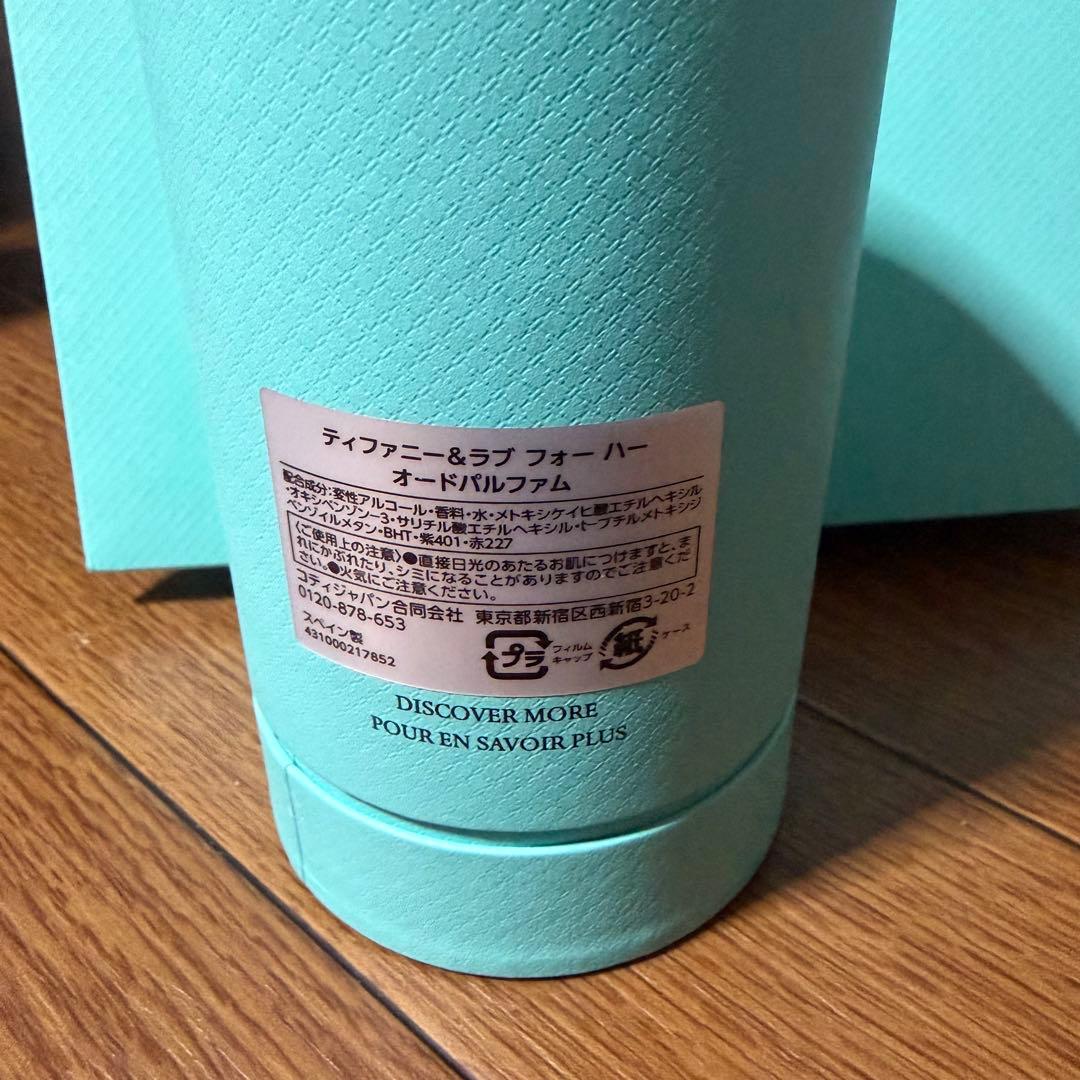 ティファニー&ラブ フォー ハー
オードパルファム
配合成分:変性アルコール・香料・水・メトキシケイヒ酸エチルヘキシル
・オキシベンゾン-3・サリチル酸エチルヘキシル・t-ブチルメトキシジ
ベンゾイルメタン・BHT・紫401・赤227
〈ご使用上の注意〉●直接日光のあたるお肌につけますと、ま
れにかぶれたり、シミになることがありますのでご注意くだ
さい。●火気にご注意ください。
コティジャパン合同会社 東京都新宿区西新宿3-20-2
0120-878-653
スペイン製
431000217852
プラ
フィルム
キャップ
紙
ケース
DISCOVER MORE
POUR EN SAVOIR PLUS